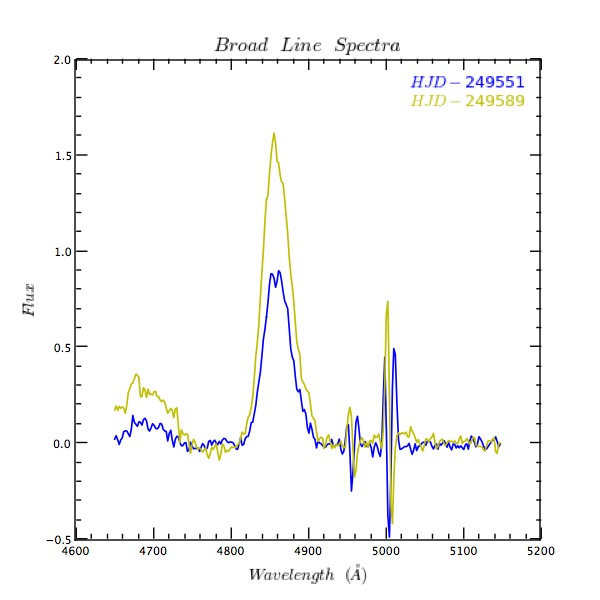 Broad Line Spectra
HJD - 249551
HJD - 249589
2.0
1.5
1.0
0.5
0.0
−0.5
Flux
4600 4700 4800 4900 5000 5100 5200
Wavelength (Å)